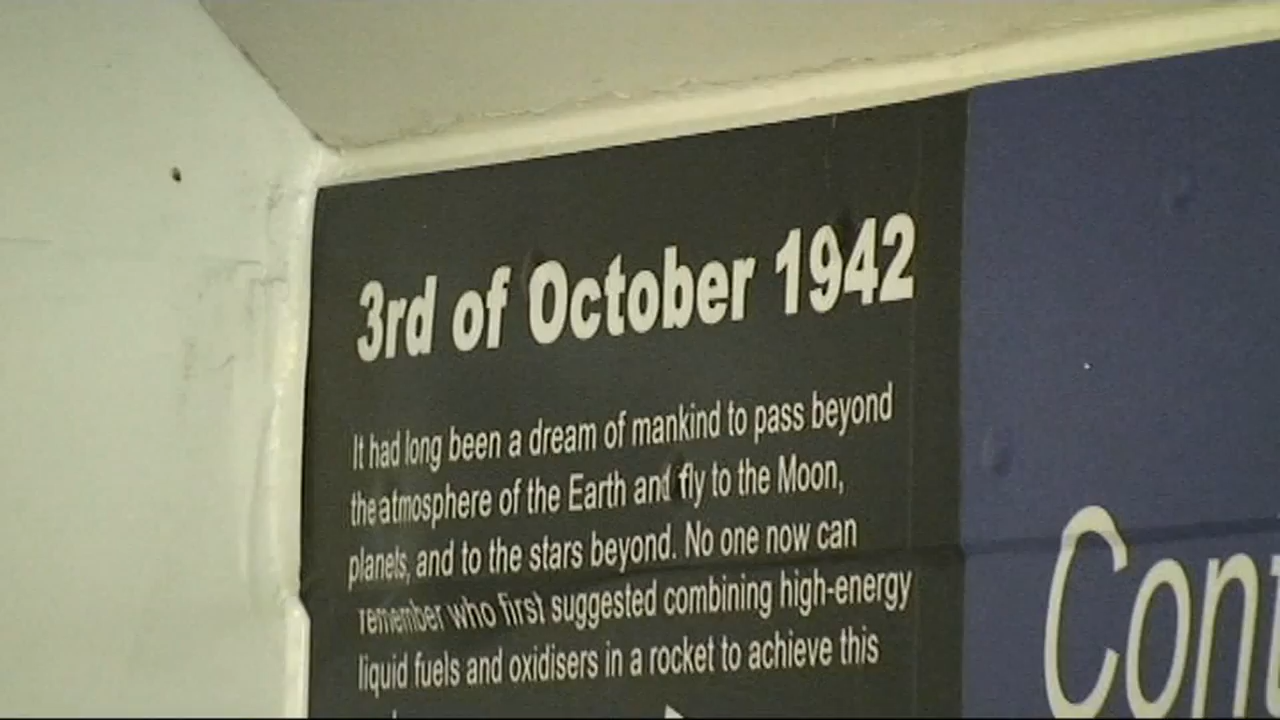 3rd of October 1942
It had long been a dream of mankind to pass beyond
the atmosphere of the Earth and fly to the Moon,
planets, and to the stars beyond. No one now can
remember who first suggested combining high-energy
liquid fuels and oxidisers in a rocket to achieve this
Cont